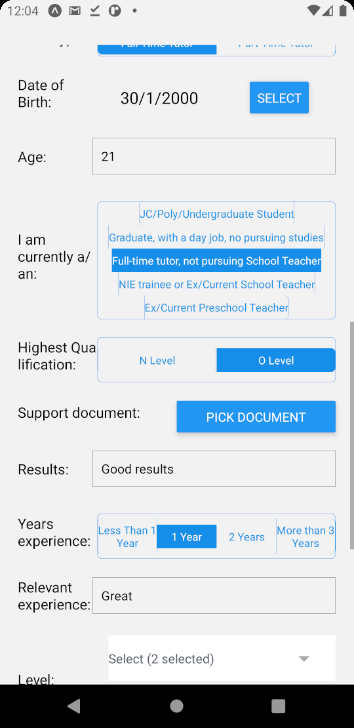 12:04
Full-Time Tutor Part-Time Tutor
Date of
Birth:
30/1/2000
SELECT
Age:
21
I am
currently a/
an:
JC/Poly/Undergraduate Student
Graduate, with a day job, no pursuing studies
Full-time tutor, not pursuing School Teacher
NIE trainee or Ex/Current School Teacher
Ex/Current Preschool Teacher
Highest Qua
lification:
N Level
O Level
Support document:
PICK DOCUMENT
Results:
Good results
Years
experience:
Less Than 1
Year
1 Year
2 Years
More than 3
Years
Relevant
experience:
Great
Level:
Select (2 selected)